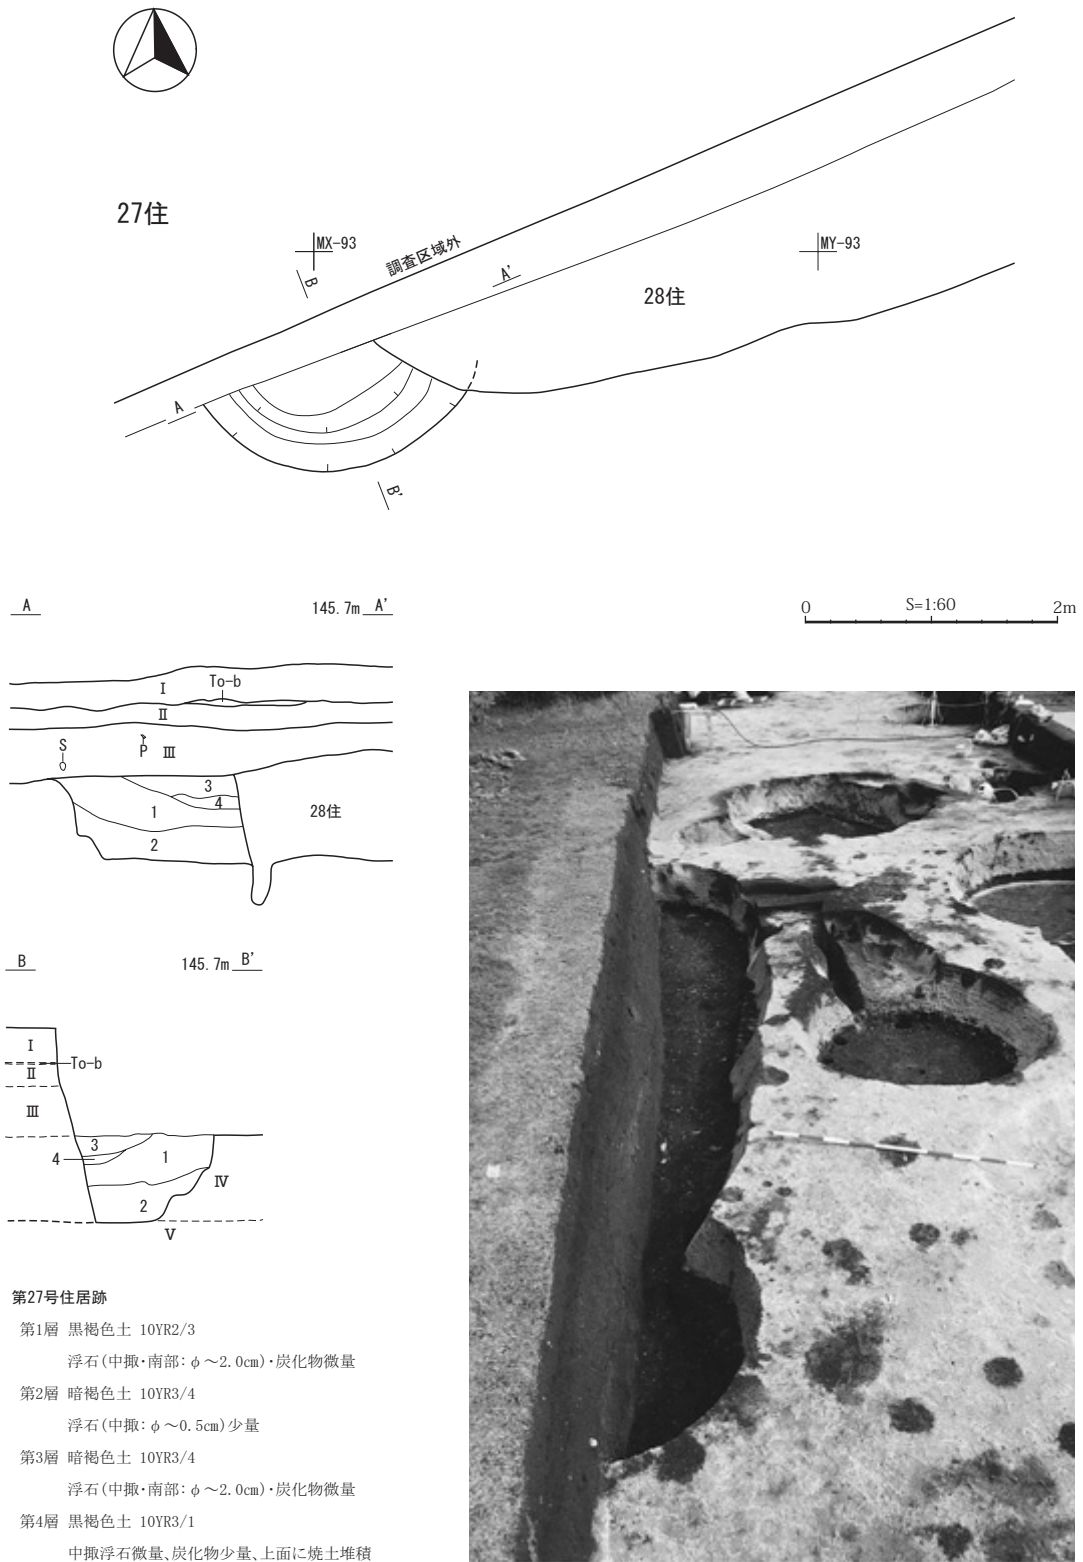 27住
MX-93
MY-93
調査区域外
B
A'
28住
A
B'
A 145.7m A'
0 S=1:60 2m
I
To-b
II
S
P
III
3
4
1
28住
2
B 145.7m B'
I
To-b
II
III
3
4
1
IV
2
V
第27号住居跡
第1層 黒褐色土 10YR2/3
浮石(中掫・南部:φ～2.0cm)・炭化物微量
第2層 暗褐色土 10YR3/4
浮石(中掫:φ～0.5cm)少量
第3層 暗褐色土 10YR3/4
浮石(中掫・南部:φ～2.0cm)・炭化物微量
第4層 黒褐色土 10YR3/1
中掫浮石微量、炭化物少量、上面に焼土堆積